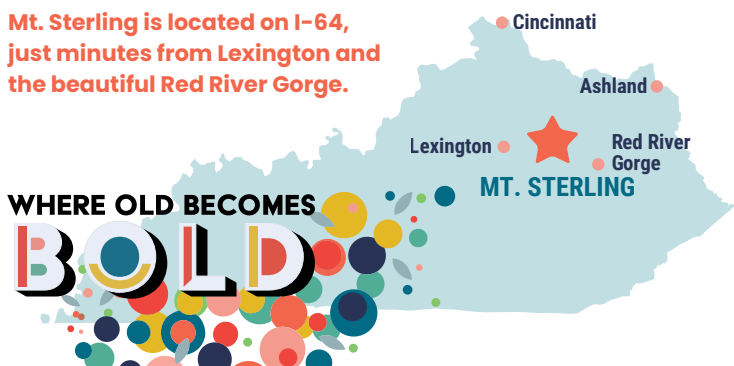 Mt. Sterling is located on I-64,
just minutes from Lexington and
the beautiful Red River Gorge.
Cincinnati
Ashland
Lexington
Red River
Gorge
MT. STERLING
WHERE OLD BECOMES
BOLD